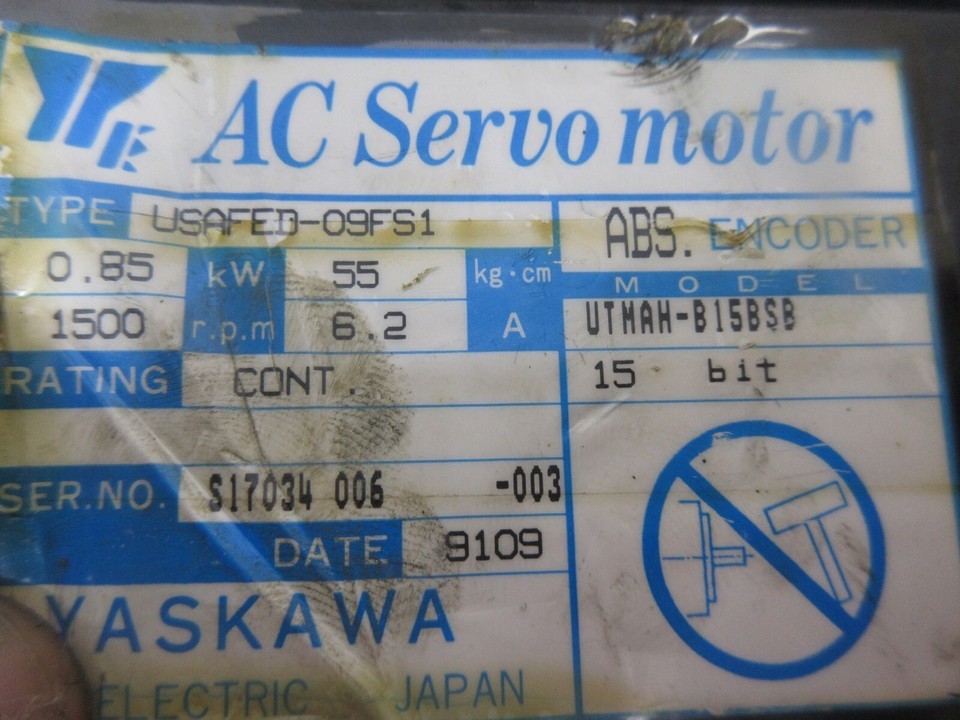 YE AC Servo motor
TYPE USAFED-09FS1
0.85 kW 55 kg·cm
1500 r.p.m 6.2 A
RATING CONT.
SER.NO. S17034 006 -003
DATE 9109
YASKAWA
ELECTRIC JAPAN
ABS. ENCODER
MODEL
UTMAH-B15BSB
15 bit